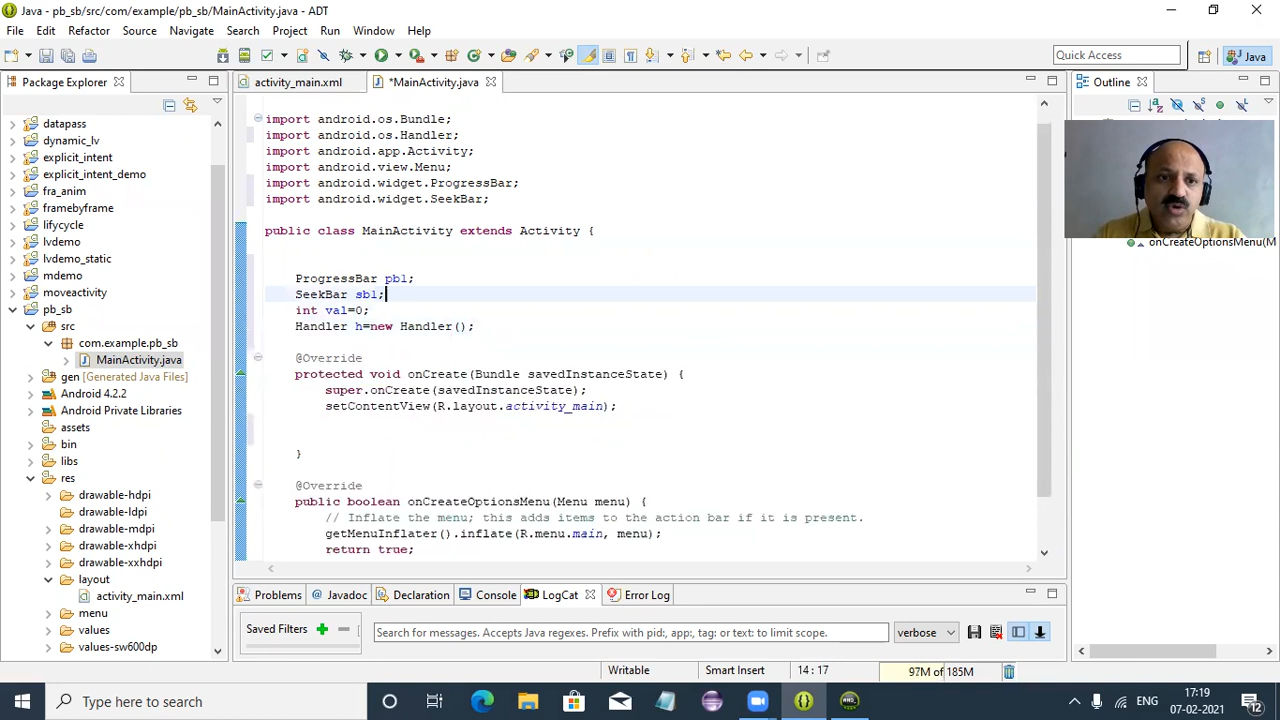 Java - pb_sb/src/com/example/pb_sb/MainActivity.java - ADT
File Edit Refactor Source Navigate Search Project Run Window Help
Quick Access
Java
Package Explorer
activity_main.xml
*MainActivity.java
Outline
datapass
dynamic_lv
explicit_intent
explicit_intent_demo
fra_anim
framebyframe
lifycycle
lvdemo
lvdemo_static
mdemo
moveactivity
pb_sb
src
com.example.pb_sb
MainActivity.java
gen [Generated Java Files]
Android 4.2.2
Android Private Libraries
assets
bin
libs
res
drawable-hdpi
drawable-ldpi
drawable-mdpi
drawable-xhdpi
drawable-xxhdpi
layout
activity_main.xml
menu
values
values-sw600dp
import android.os.Bundle;
import android.os.Handler;
import android.app.Activity;
import android.view.Menu;
import android.widget.ProgressBar;
import android.widget.SeekBar;
public class MainActivity extends Activity {
ProgressBar pb1;
SeekBar sb1;
int val=0;
Handler h=new Handler();
@Override
protected void onCreate(Bundle savedInstanceState) {
super.onCreate(savedInstanceState);
setContentView(R.layout.activity_main);
}
@Override
public boolean onCreateOptionsMenu(Menu menu) {
// Inflate the menu; this adds items to the action bar if it is present.
getMenuInflater().inflate(R.menu.main, menu);
return true;
onCreateOptionsMenu(M
Problems
Javadoc
Declaration
Console
LogCat
Error Log
Saved Filters
Search for messages. Accepts Java regexes. Prefix with pid:, app:, tag: or text: to limit scope.
verbose
Writable
Smart Insert
14 : 17
97M of 185M
Type here to search
ENG
17:19
07-02-2021
12